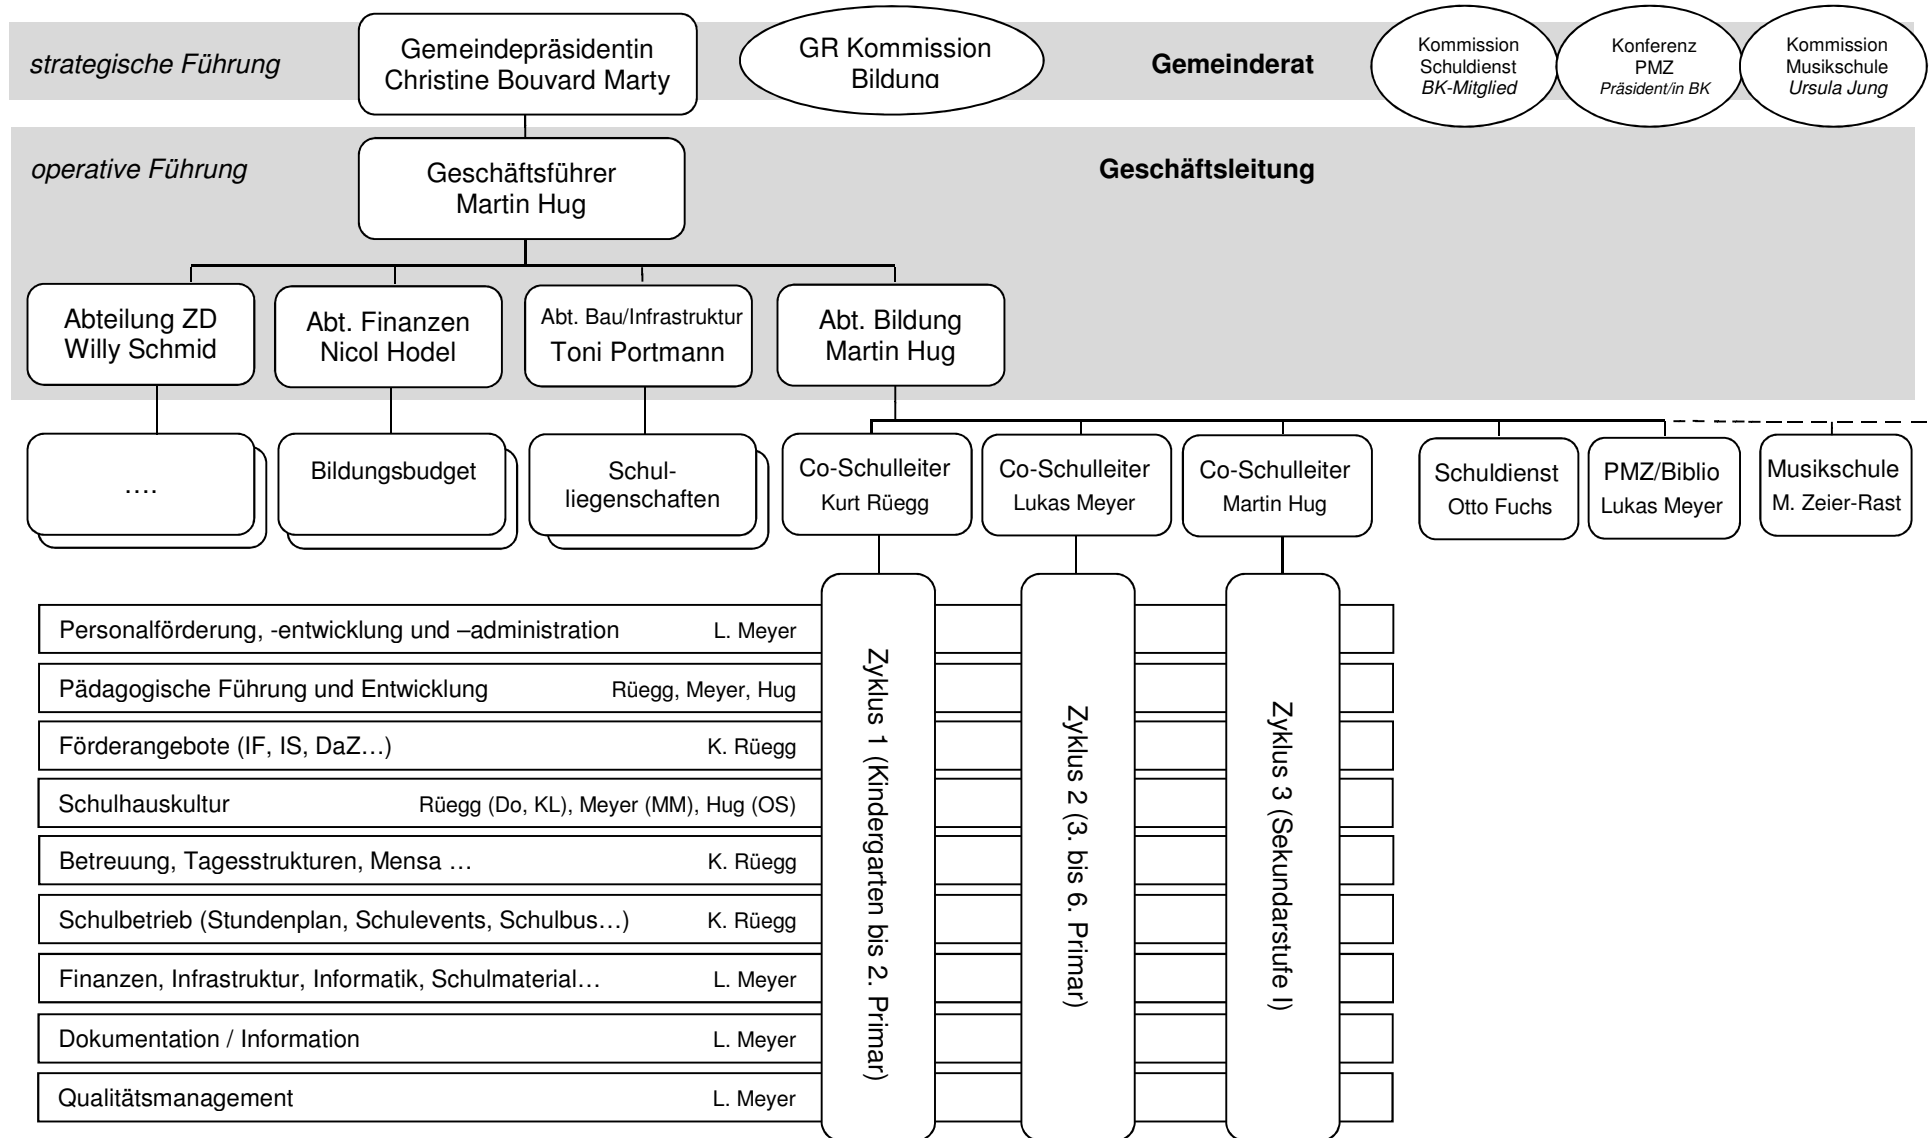 strategische Führung
Gemeindepräsidentin
Christine Bouvard Marty
GR Kommission
Bildung
Gemeinderat
Kommission
Schuldienst
BK-Mitglied
Konferenz
PMZ
Präsident/in BK
Kommission
Musikschule
Ursula Jung
operative Führung
Geschäftsführer
Martin Hug
Geschäftsleitung
Abteilung ZD
Willy Schmid
Abt. Finanzen
Nicol Hodel
Abt. Bau/Infrastruktur
Toni Portmann
Abt. Bildung
Martin Hug
….
Bildungsbudget
Schul-
liegenschaften
Co-Schulleiter
Kurt Rüegg
Co-Schulleiter
Lukas Meyer
Co-Schulleiter
Martin Hug
Schuldienst
Otto Fuchs
PMZ/Biblio
Lukas Meyer
Musikschule
M. Zeier-Rast
Personalförderung, -entwicklung und –administration L. Meyer
Pädagogische Führung und Entwicklung Rüegg, Meyer, Hug
Förderangebote (IF, IS, DaZ…) K. Rüegg
Schulhauskultur Rüegg (Do, KL), Meyer (MM), Hug (OS)
Betreuung, Tagesstrukturen, Mensa … K. Rüegg
Schulbetrieb (Stundenplan, Schulevents, Schulbus…) K. Rüegg
Finanzen, Infrastruktur, Informatik, Schulmaterial… L. Meyer
Dokumentation / Information L. Meyer
Qualitätsmanagement L. Meyer
Zyklus 1 (Kindergarten bis 2. Primar)
Zyklus 2 (3. bis 6. Primar)
Zyklus 3 (Sekundarstufe I)